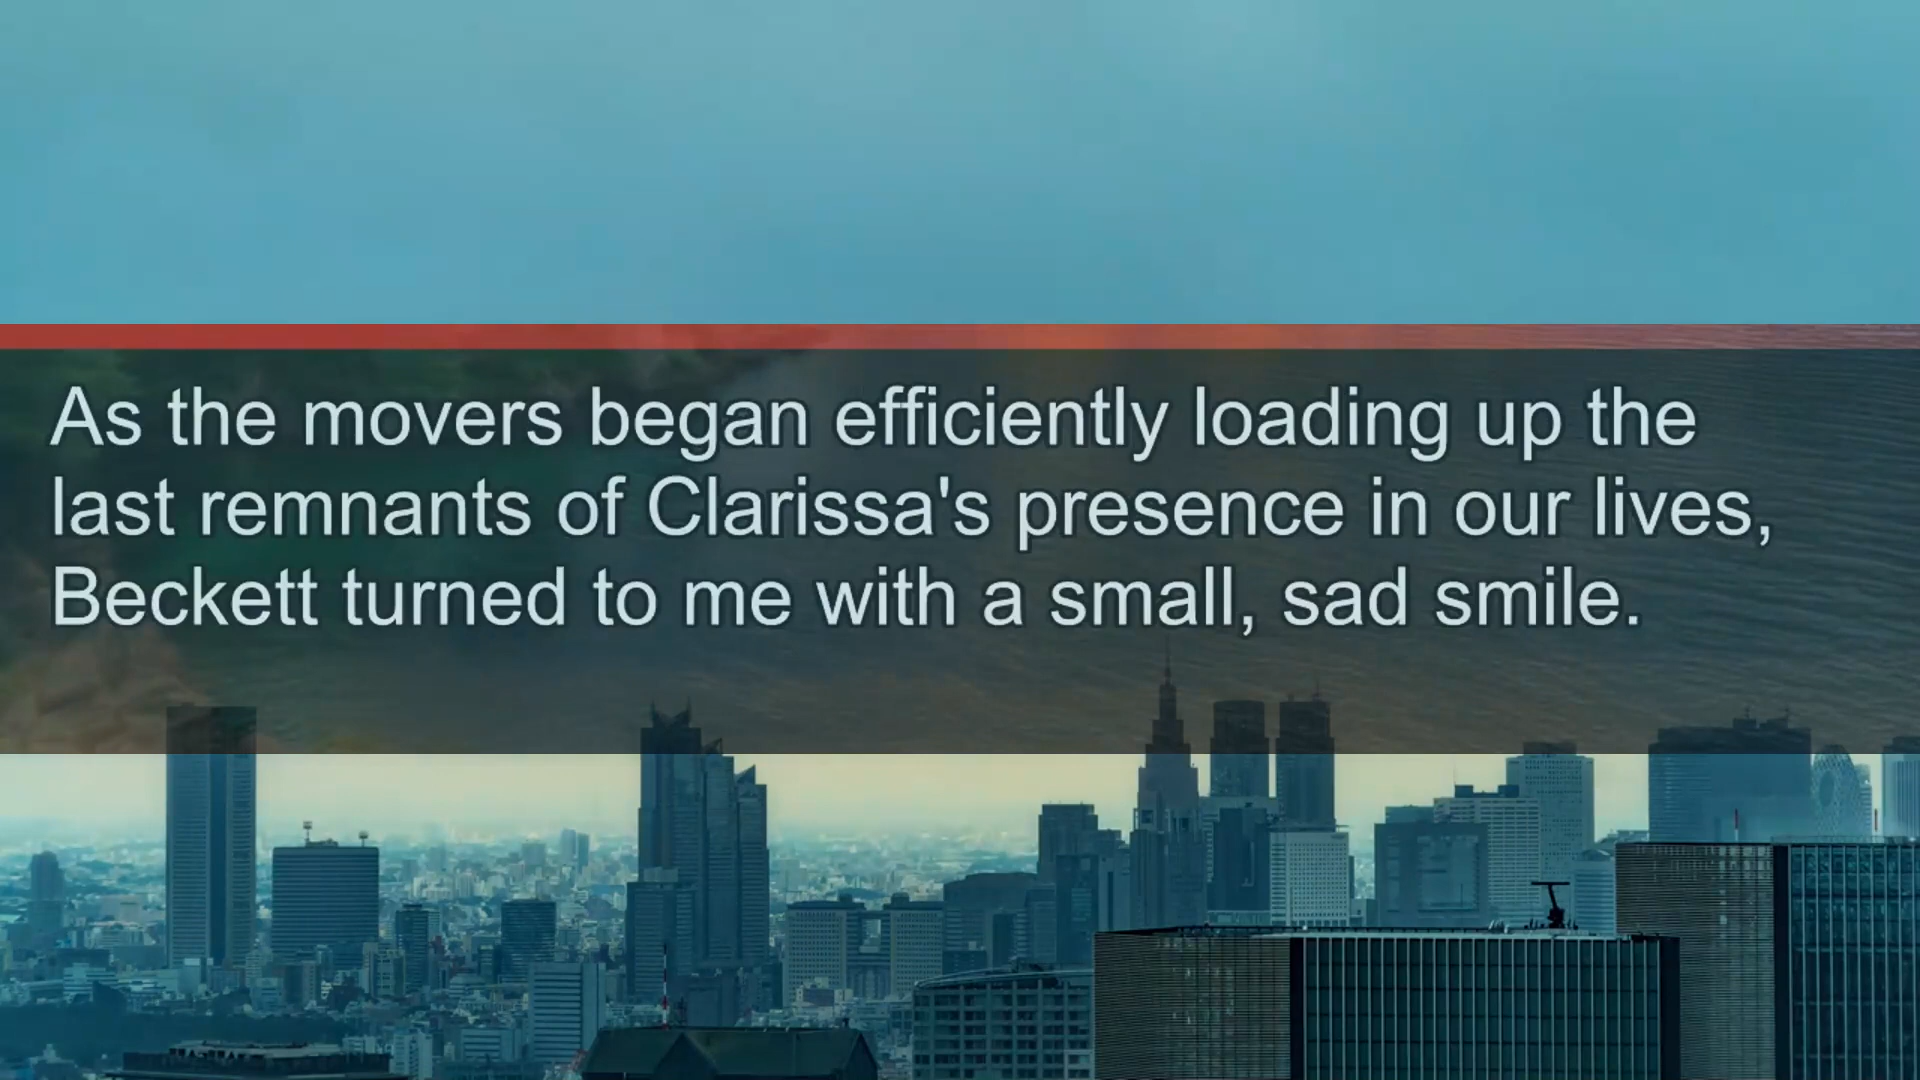 As the movers began efficiently loading up the
last remnants of Clarissa's presence in our lives,
Beckett turned to me with a small, sad smile.